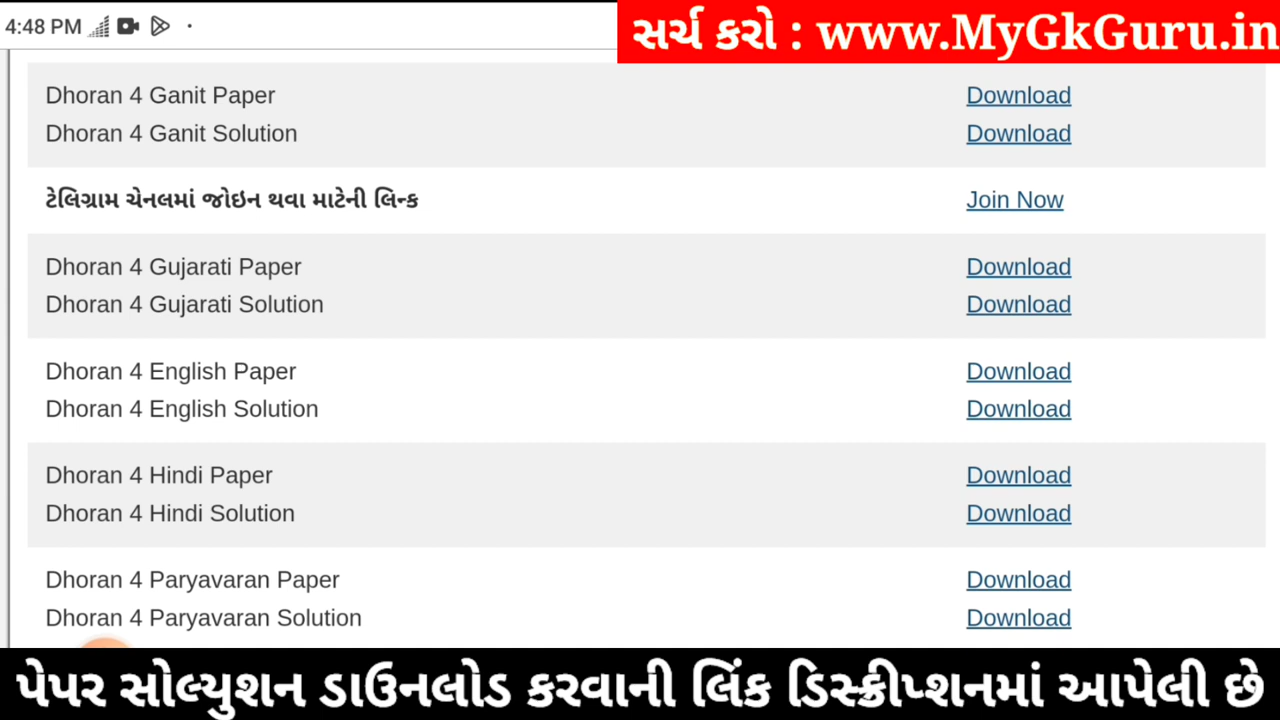 4:48 PM
સર્ચ કરો : www.MyGkGuru.in
Dhoran 4 Ganit Paper Download
Dhoran 4 Ganit Solution Download
ટેલિગ્રામ ચેનલમાં જોઇન થવા માટેની લિન્ક Join Now
Dhoran 4 Gujarati Paper Download
Dhoran 4 Gujarati Solution Download
Dhoran 4 English Paper Download
Dhoran 4 English Solution Download
Dhoran 4 Hindi Paper Download
Dhoran 4 Hindi Solution Download
Dhoran 4 Paryavaran Paper Download
Dhoran 4 Paryavaran Solution Download
પેપર સોલ્યુશન ડાઉનલોડ કરવાની લિંક ડિસ્ક્રીપ્શનમાં આપેલી છે